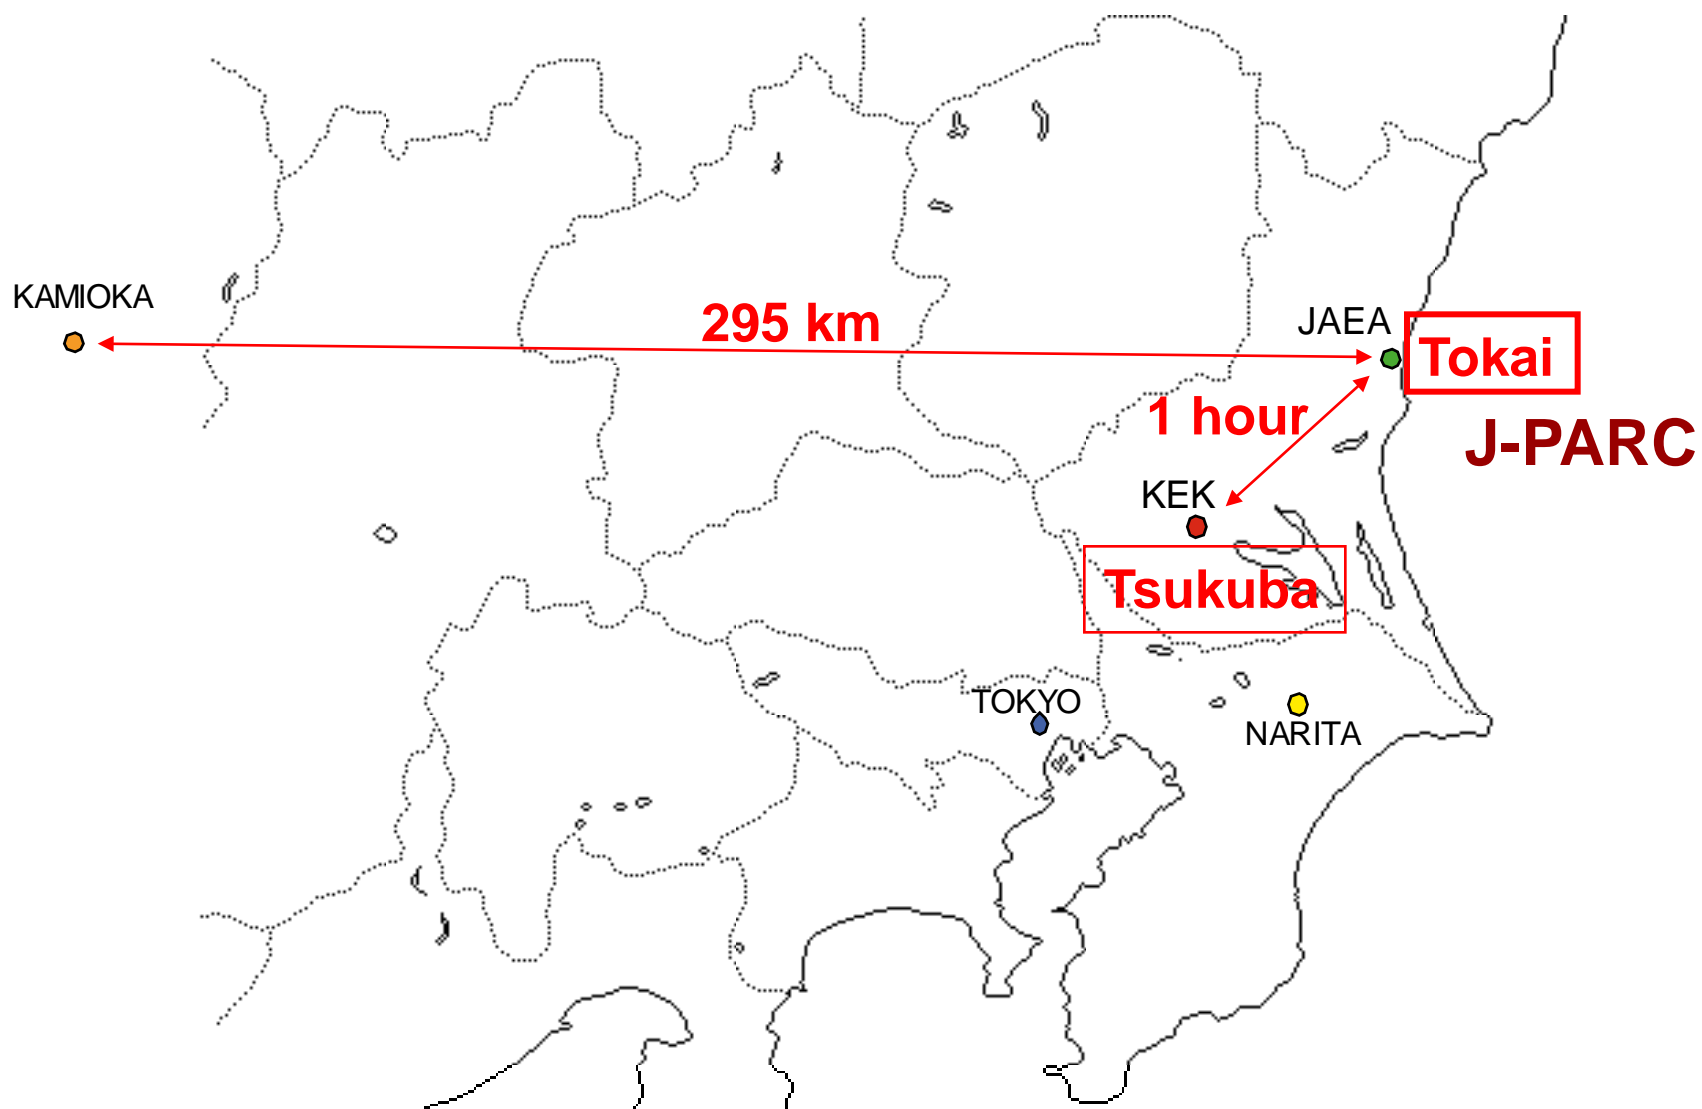 KAMIOKA
295 km
JAEA
Tokai
1 hour
J-PARC
KEK
Tsukuba
TOKYO
NARITA